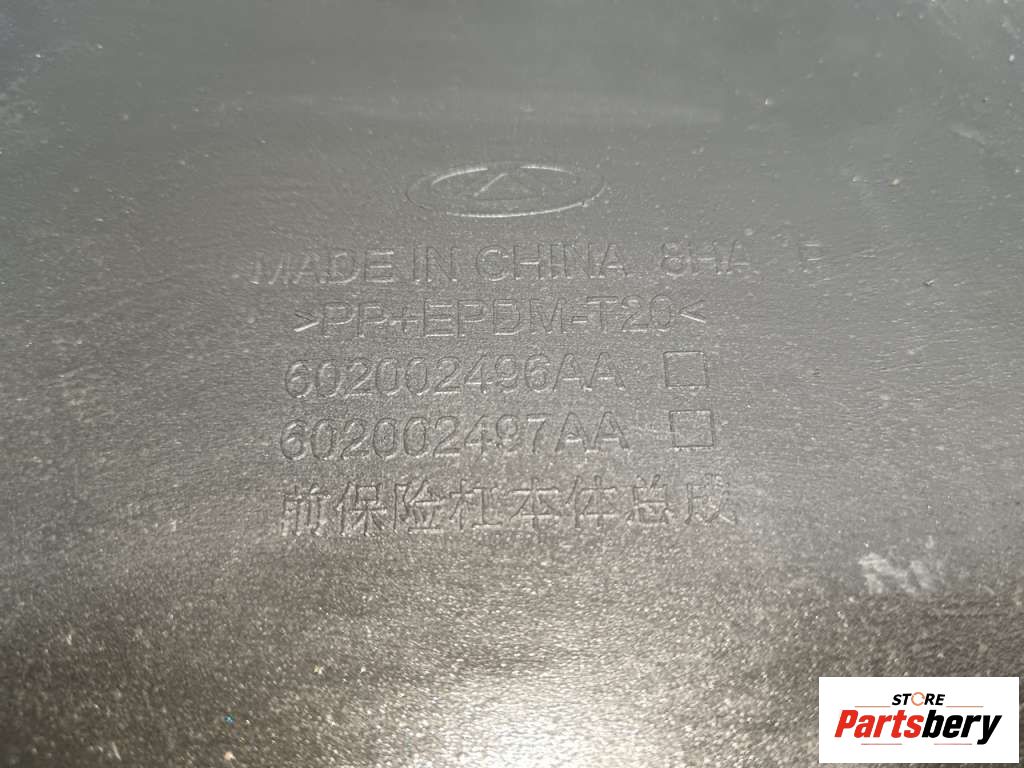 MADE IN CHINA 8HA F
>PP+EPDM-T20<
602002496AA
602002497AA
前保险杠本体总成
STORE
Partsbery